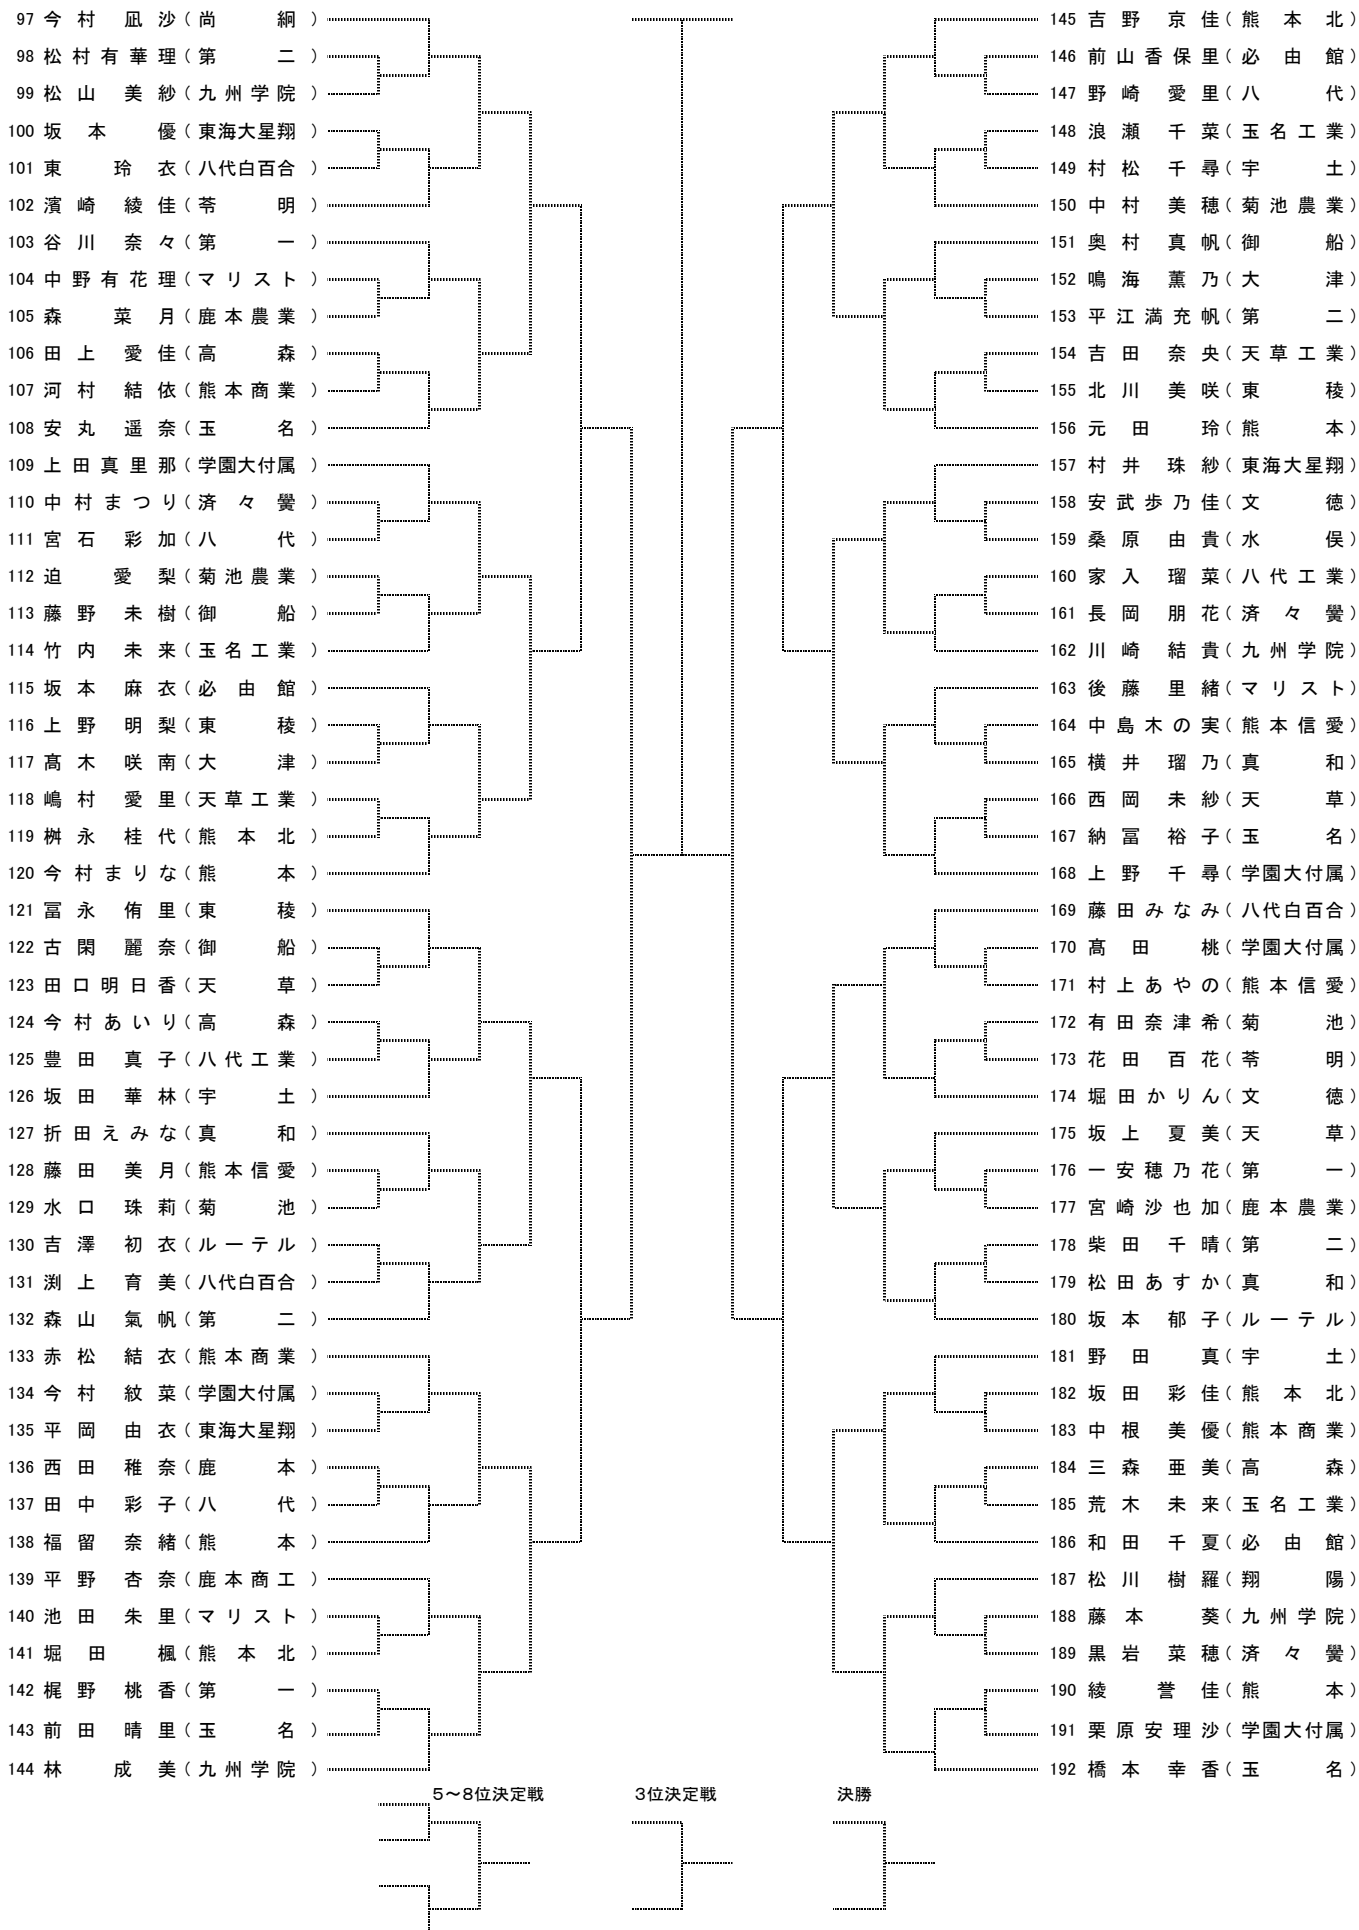 97 今村 凪沙(尚 絅)
98 松村有華理(第 二)
99 松山 美紗(九州学院)
100 坂本 優(東海大星翔)
101 東 玲衣(八代白百合)
102 濱崎 綾佳(苓 明)
103 谷川 奈々(第 一)
104 中野有花理(マリスト)
105 森 菜月(鹿本農業)
106 田上 愛佳(高 森)
107 河村 結依(熊本商業)
108 安丸 遥奈(玉 名)
109 上田真里那(学園大付属)
110 中村まつり(済々黌)
111 宮石 彩加(八 代)
112 迫 愛梨(菊池農業)
113 藤野 未樹(御 船)
114 竹内 未来(玉名工業)
115 坂本 麻衣(必由館)
116 上野 明梨(東 稜)
117 髙木 咲南(大 津)
118 嶋村 愛里(天草工業)
119 桝永 桂代(熊本北)
120 今村まりな(熊 本)
121 冨永 侑里(東 稜)
122 古閑 麗奈(御 船)
123 田口明日香(天 草)
124 今村あいり(高 森)
125 豊田 真子(八代工業)
126 坂田 華林(宇 土)
127 折田えみな(真 和)
128 藤田 美月(熊本信愛)
129 水口 珠莉(菊 池)
130 吉澤 初衣(ルーテル)
131 渕上 育美(八代白百合)
132 森山 氣帆(第 二)
133 赤松 結衣(熊本商業)
134 今村 紋菜(学園大付属)
135 平岡 由衣(東海大星翔)
136 西田 稚奈(鹿 本)
137 田中 彩子(八 代)
138 福留 奈緒(熊 本)
139 平野 杏奈(鹿本商工)
140 池田 朱里(マリスト)
141 堀田 楓(熊本北)
142 梶野 桃香(第 一)
143 前田 晴里(玉 名)
144 林 成美(九州学院)
145 吉野 京佳(熊本北)
146 前山香保里(必由館)
147 野崎 愛里(八 代)
148 浪瀬 千菜(玉名工業)
149 村松 千尋(宇 土)
150 中村 美穂(菊池農業)
151 奥村 真帆(御 船)
152 鳴海 薫乃(大 津)
153 平江満充帆(第 二)
154 吉田 奈央(天草工業)
155 北川 美咲(東 稜)
156 元田 玲(熊 本)
157 村井 珠紗(東海大星翔)
158 安武歩乃佳(文 徳)
159 桑原 由貴(水 俣)
160 家入 瑠菜(八代工業)
161 長岡 朋花(済々黌)
162 川崎 結貴(九州学院)
163 後藤 里緒(マリスト)
164 中島木の実(熊本信愛)
165 横井 瑠乃(真 和)
166 西岡 未紗(天 草)
167 納冨 裕子(玉 名)
168 上野 千尋(学園大付属)
169 藤田みなみ(八代白百合)
170 髙田 桃(学園大付属)
171 村上あやの(熊本信愛)
172 有田奈津希(菊 池)
173 花田 百花(苓 明)
174 堀田かりん(文 徳)
175 坂上 夏美(天 草)
176 一安穂乃花(第 一)
177 宮崎沙也加(鹿本農業)
178 柴田 千晴(第 二)
179 松田あすか(真 和)
180 坂本 郁子(ルーテル)
181 野田 真(宇 土)
182 坂田 彩佳(熊本北)
183 中根 美優(熊本商業)
184 三森 亜美(高 森)
185 荒木 未来(玉名工業)
186 和田 千夏(必由館)
187 松川 樹羅(翔 陽)
188 藤本 葵(九州学院)
189 黒岩 菜穂(済々黌)
190 綾 誉佳(熊 本)
191 栗原安理沙(学園大付属)
192 橋本 幸香(玉 名)
5～8位決定戦
3位決定戦
決勝